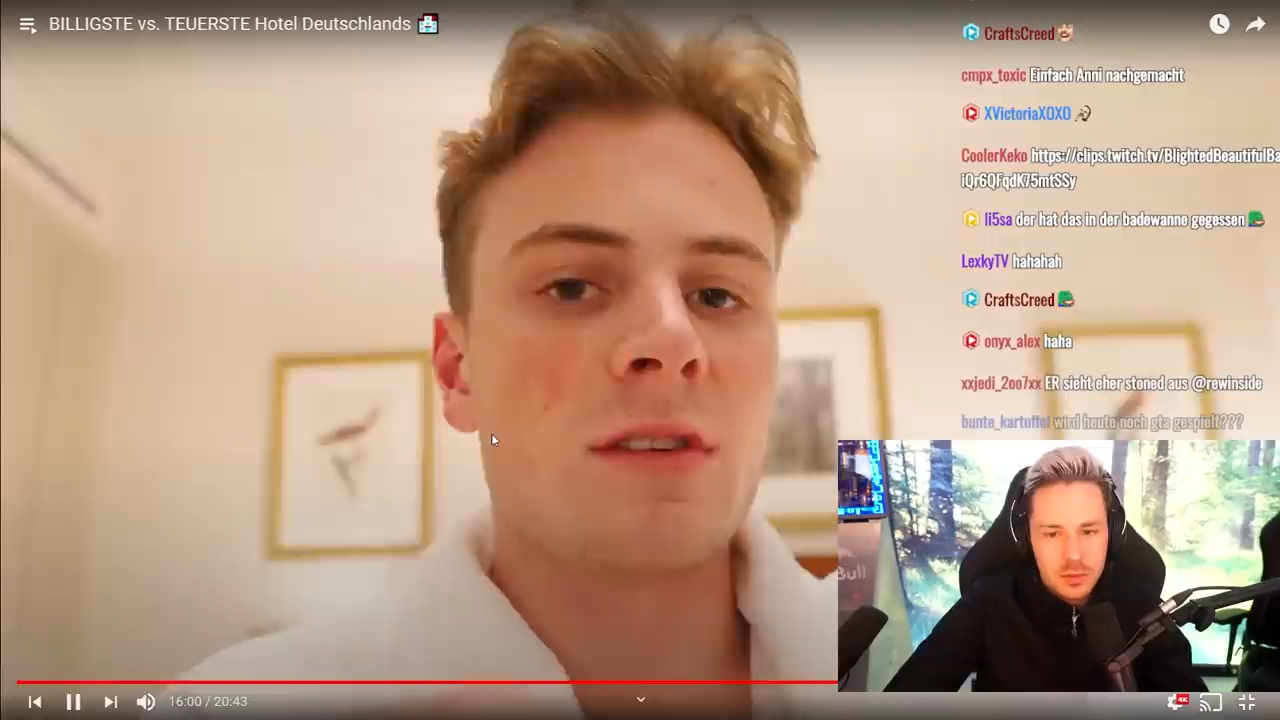 BILLIGSTE vs. TEUERSTE Hotel Deutschlands
CraftsCreed
cmpx_toxic Einfach Anni nachgemacht
XVictoriaXOXO
CoolerKeko https://clips.twitch.tv/BlightedBeautifulBa
iQr6QFqdK75mtSSy
li5sa der hat das in der badewanne gegessen
LexkyTV hahahah
CraftsCreed
onyx_alex haha
xxjedi_2oo7xx ER sieht eher stoned aus @rewinside
bunte_kartoffel wird heute noch gta gespielt???
Bull
16:00 / 20:43
4K